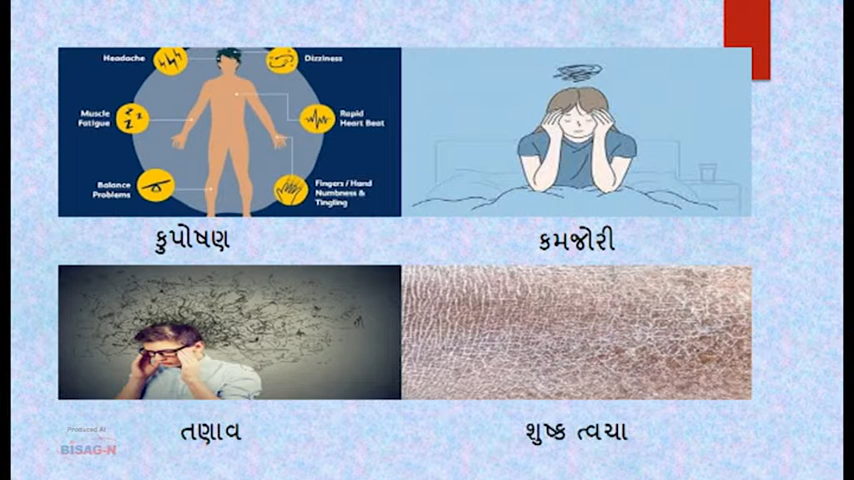 Headache
Dizziness
Muscle
Fatigue
Rapid
Heart Beat
Balance
Problems
Fingers / Hand
Numbness &
Tingling
કુપોષણ
કમજોરી
તણાવ
શુષ્ક ત્વચા
Produced At
BISAG-N